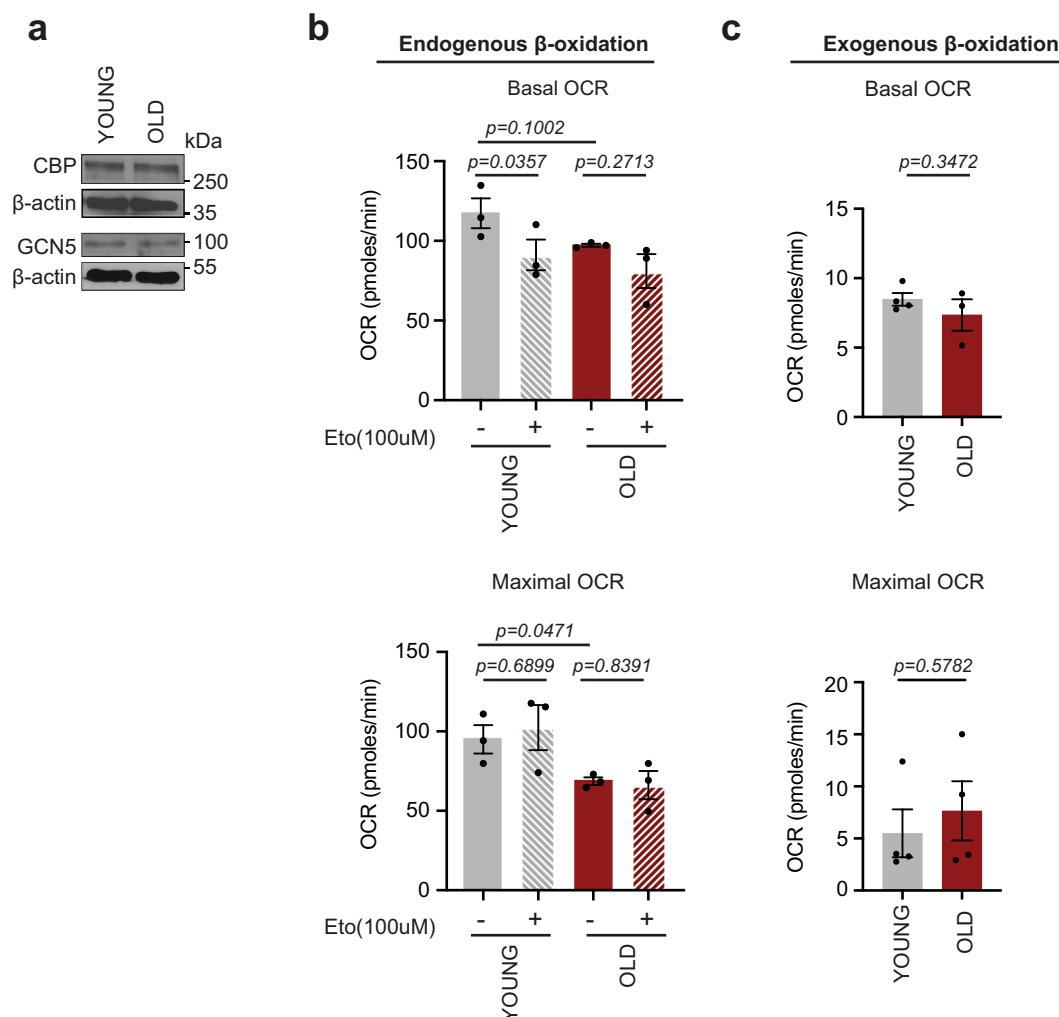 a
YOUNG
OLD
kDa
CBP
250
β-actin
35
GCN5
100
β-actin
55
b
Endogenous β-oxidation
Basal OCR
p=0.1002
p=0.0357
p=0.2713
OCR (pmoles/min)
150
100
50
0
- + - +
Eto(100uM)
YOUNG
OLD
Maximal OCR
p=0.0471
p=0.6899
p=0.8391
OCR (pmoles/min)
150
100
50
0
- + - +
Eto(100uM)
YOUNG
OLD
c
Exogenous β-oxidation
Basal OCR
p=0.3472
OCR (pmoles/min)
15
10
5
0
YOUNG
OLD
Maximal OCR
p=0.5782
OCR (pmoles/min)
20
15
10
5
0
YOUNG
OLD